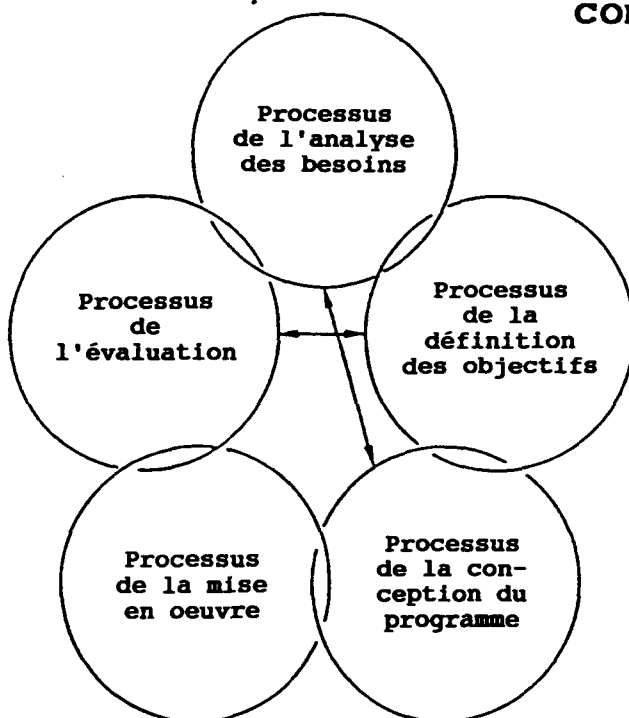 Processus
de l'analyse
des besoins
Processus
de
l'évaluation
Processus
de la
définition
des objectifs
Processus
de la mise
en oeuvre
Processus
de la con-
ception du
programme